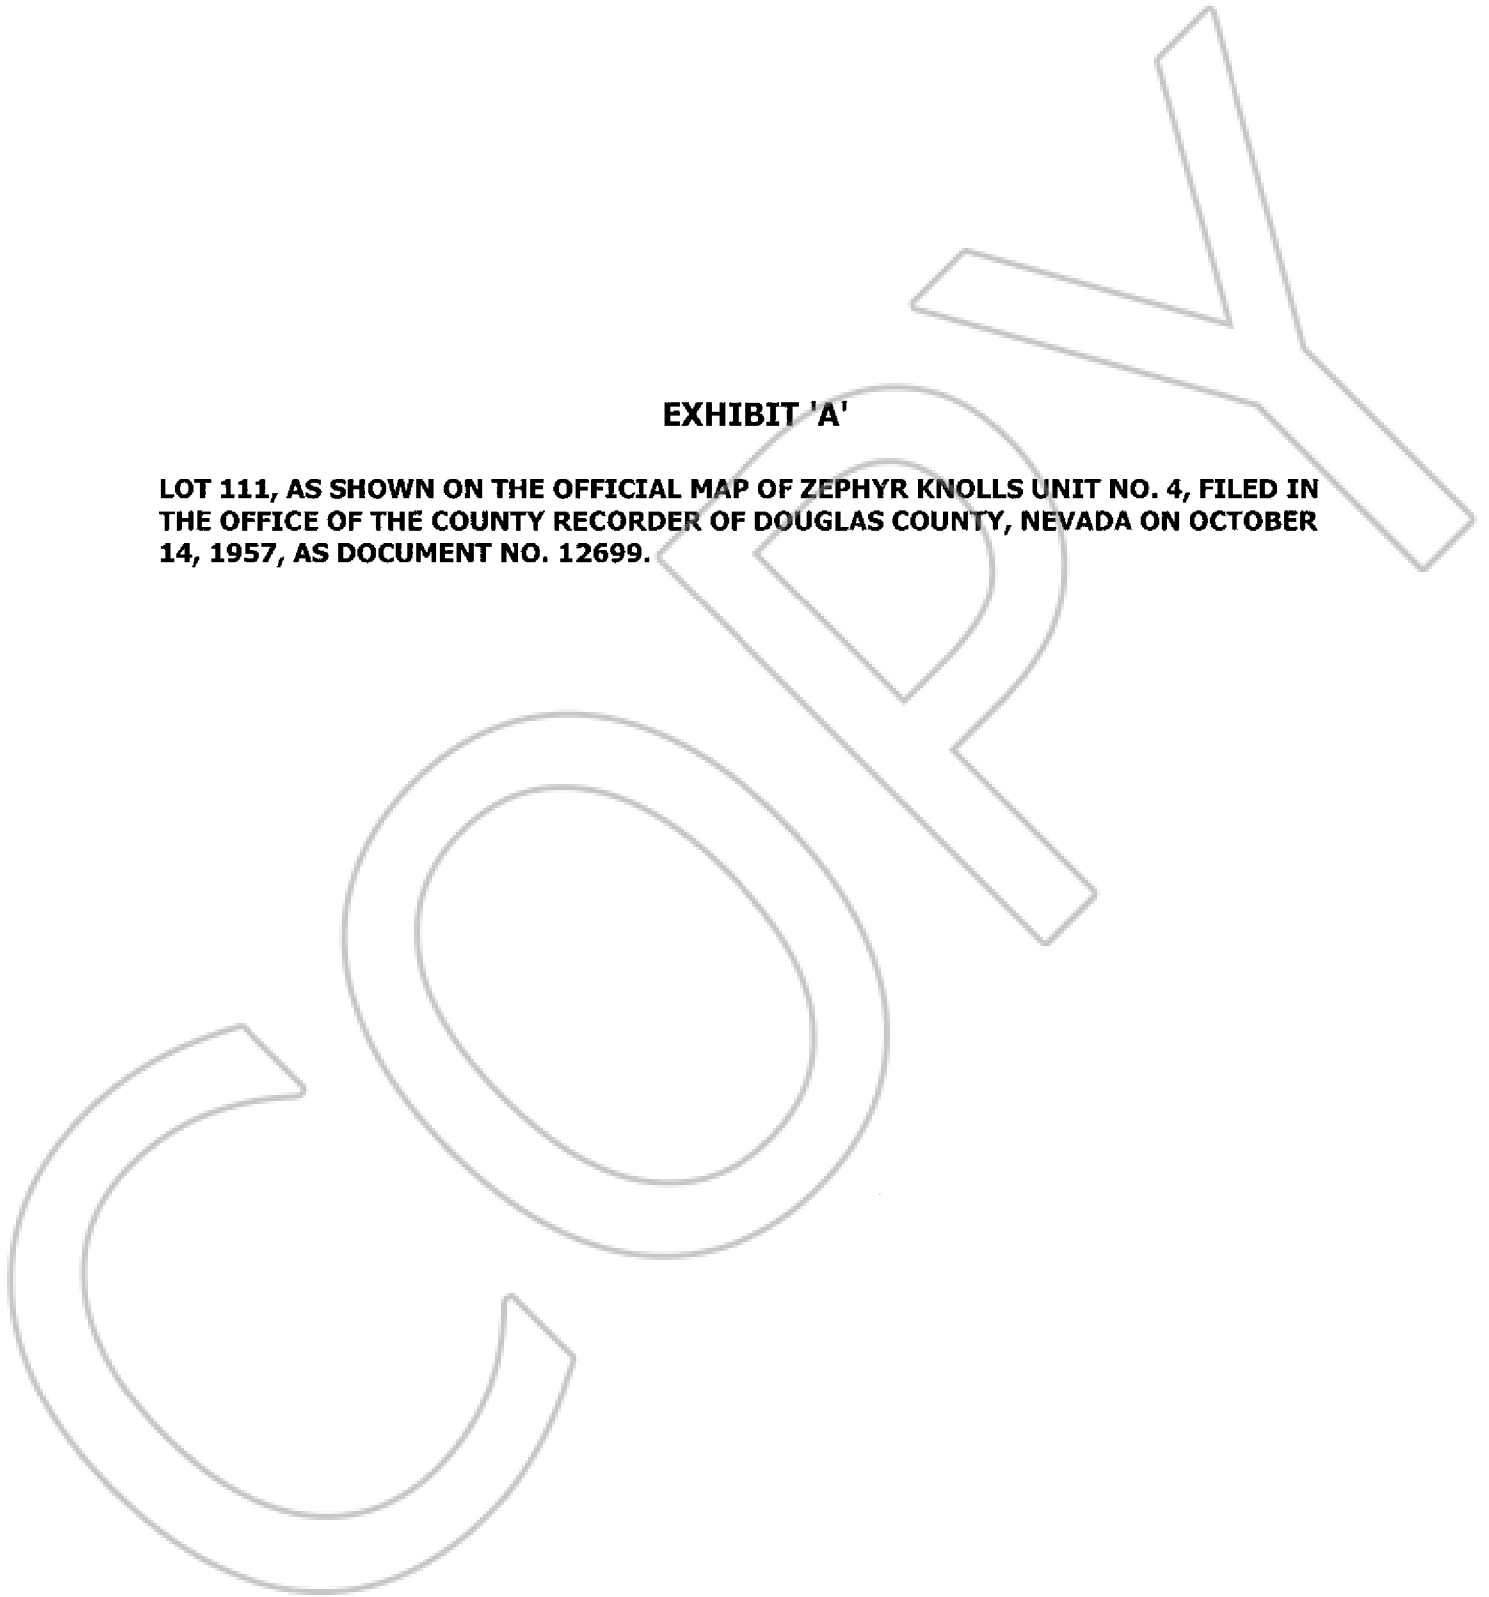 EXHIBIT 'A'
LOT 111, AS SHOWN ON THE OFFICIAL MAP OF ZEPHYR KNOLLS UNIT NO. 4, FILED IN
THE OFFICE OF THE COUNTY RECORDER OF DOUGLAS COUNTY, NEVADA ON OCTOBER
14, 1957, AS DOCUMENT NO. 12699.
COPY